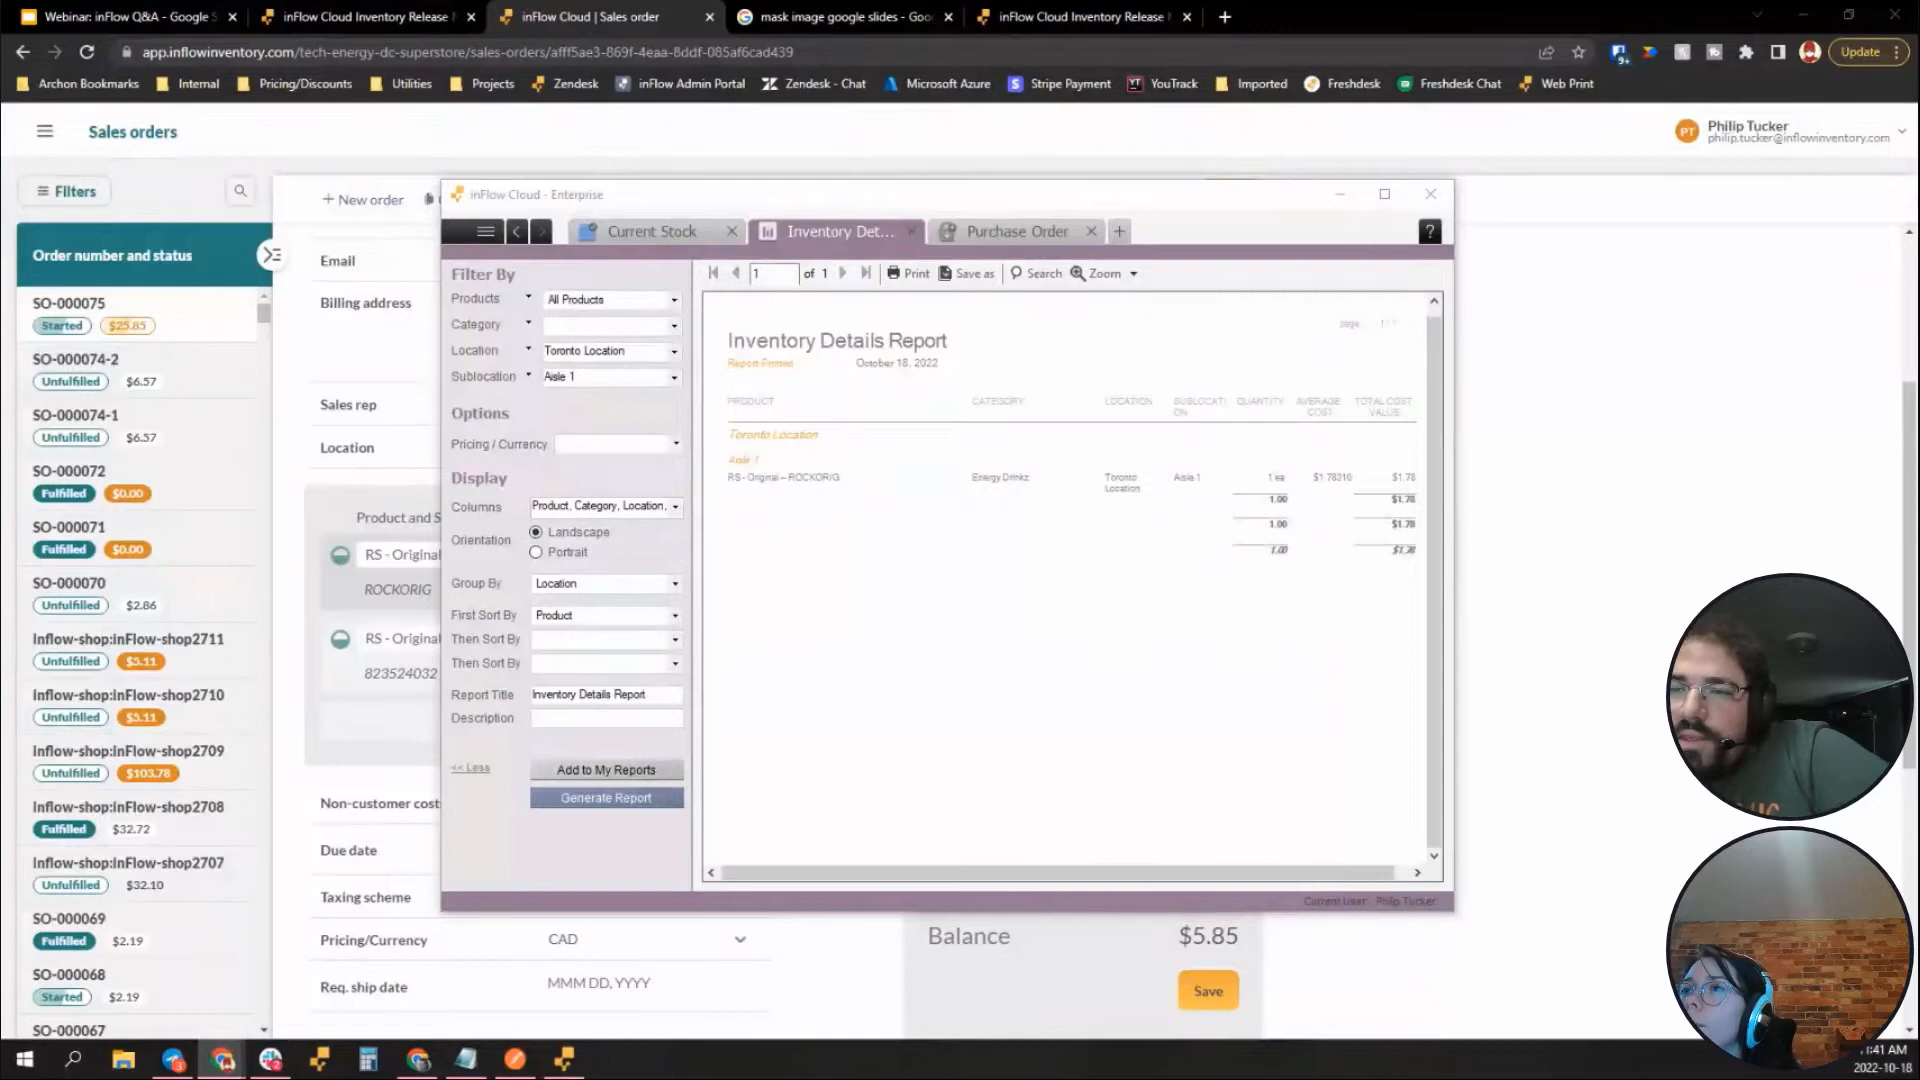 Webinar: inFlow Q&A - Google S
inFlow Cloud Inventory Release N
inFlow Cloud | Sales order
mask image google slides - Goo
inFlow Cloud Inventory Release N
app.inflowinventory.com/tech-energy-dc-superstore/sales-orders/afff5ae3-869f-4eaa-8ddf-085af6cad439
Update
Archon Bookmarks
Internal
Pricing/Discounts
Utilities
Projects
Zendesk
inFlow Admin Portal
Zendesk - Chat
Microsoft Azure
Stripe Payment
YouTrack
Imported
Freshdesk
Freshdesk Chat
Web Print
Sales orders
PT
Philip Tucker
philip.tucker@inflowinventory.com
Filters
+ New order
Order number and status
SO-000075
Started $25.85
SO-000074-2
Unfulfilled $6.57
SO-000074-1
Unfulfilled $6.57
SO-000072
Fulfilled $0.00
SO-000071
Fulfilled $0.00
SO-000070
Unfulfilled $2.86
inflow-shop:inFlow-shop2711
Unfulfilled $5.11
inflow-shop:inFlow-shop2710
Unfulfilled $5.11
inflow-shop:inFlow-shop2709
Unfulfilled $103.78
inflow-shop:inFlow-shop2708
Fulfilled $32.72
inflow-shop:inFlow-shop2707
Unfulfilled $32.10
SO-000069
Fulfilled $2.19
SO-000068
Started $2.19
SO-000067
Email
Billing address
Sales rep
Location
Product and S
RS - Original
ROCKORIG
RS - Original
823524032
Non-customer cost
Due date
Taxing scheme
Pricing/Currency CAD
Req. ship date MMM DD, YYYY
Balance $5.85
Save
inFlow Cloud - Enterprise
Current Stock
Inventory Det...
Purchase Order
?
Filter By
Products All Products
Category
Location Toronto Location
Sublocation Aisle 1
Options
Pricing / Currency
Display
Columns Product, Category, Location,
Orientation Landscape
Portrait
Group By Location
First Sort By Product
Then Sort By
Then Sort By
Report Title Inventory Details Report
Description
<< Less
Add to My Reports
Generate Report
1 of 1 Print Save as Search Zoom
page 1 / 1
Inventory Details Report
October 18, 2022
PRODUCT CATEGORY LOCATION SUBLOCATI ON QUANTITY AVERAGE COST TOTAL COST VALUE
Toronto Location
Aisle 1
RS - Original -- ROCKORIG Energy Drinkz Toronto Location Aisle 1 1 ea $1.78310 $1.78
1.00 $1.78
1.00 $1.78
1.00 $1.78
Current User: Philip Tucker
:41 AM
2022-10-18